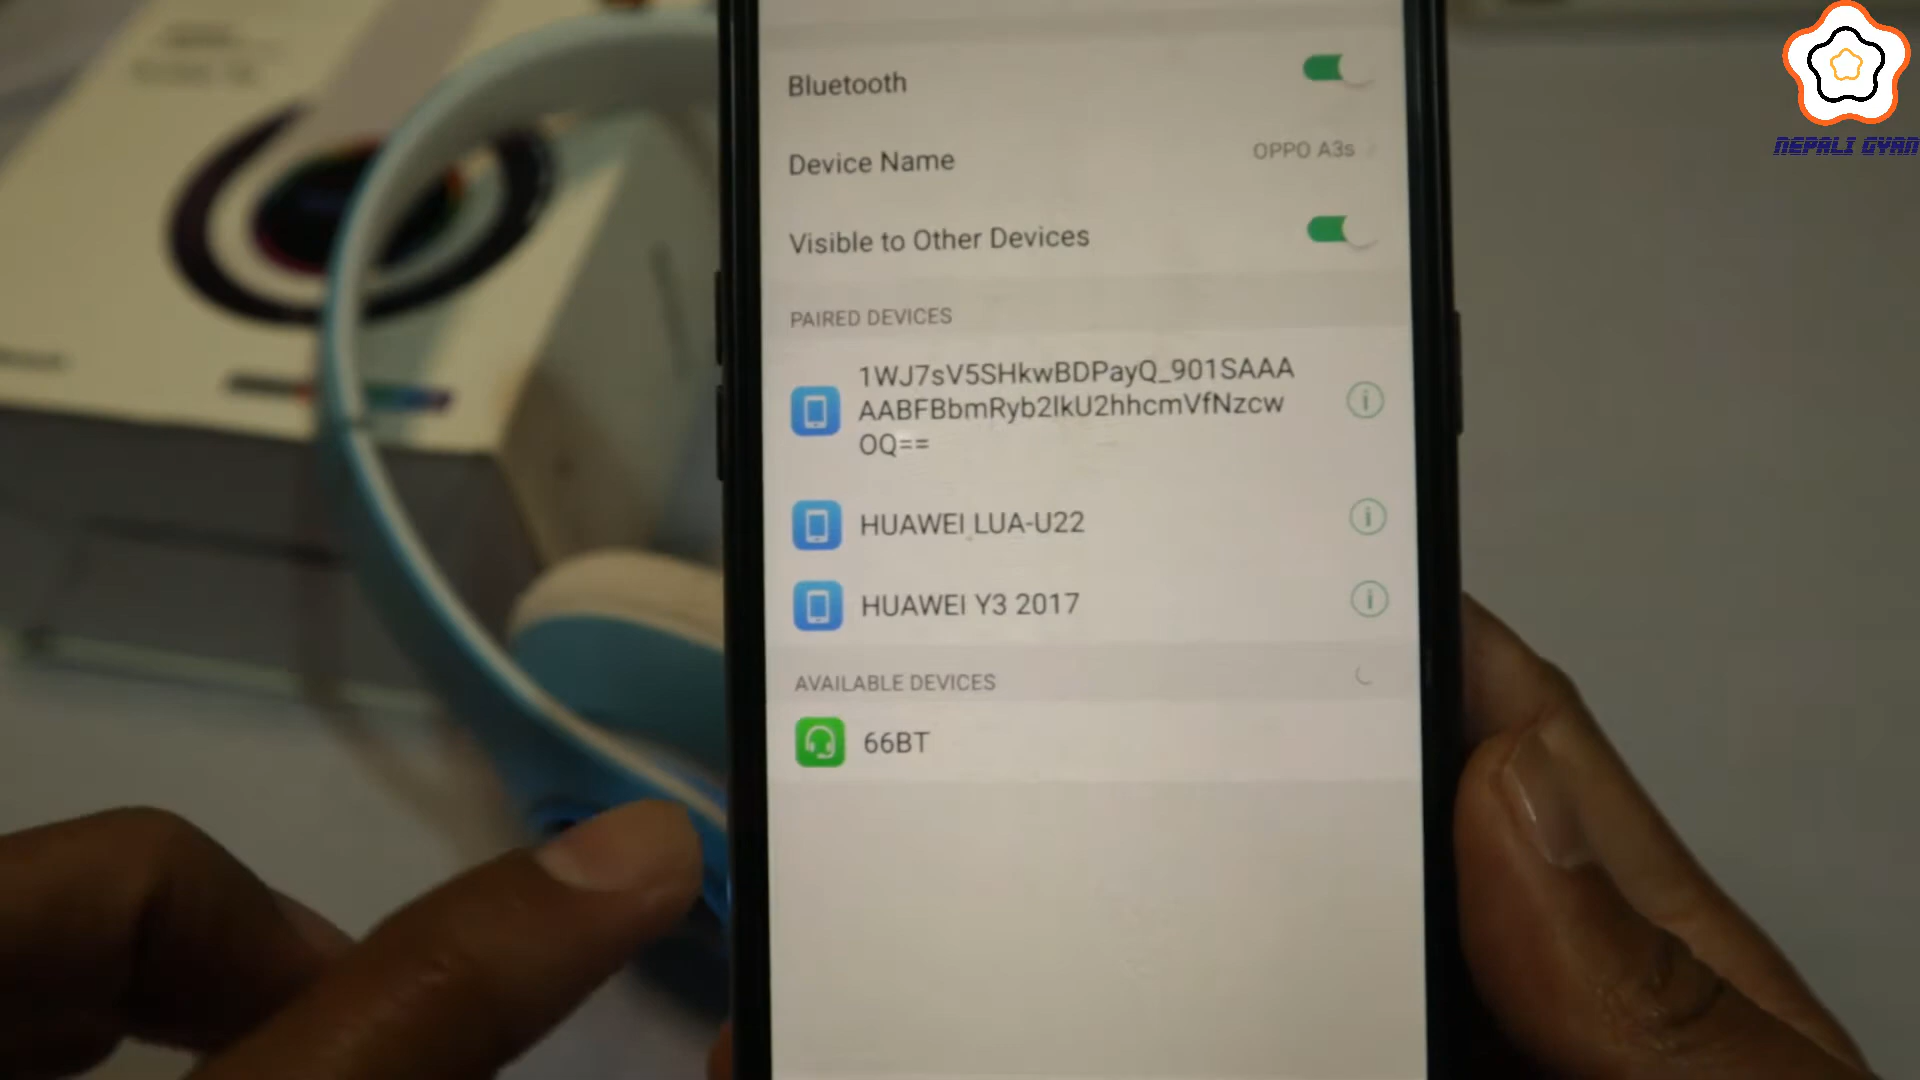 NEPALI GYAN
Bluetooth
Device Name
OPPO A3s
Visible to Other Devices
PAIRED DEVICES
1WJ7sV5SHkwBDPayQ_901SAAA
AABFBbmRyb2lkU2hhcmVfNzcw
OQ==
HUAWEI LUA-U22
HUAWEI Y3 2017
AVAILABLE DEVICES
66BT